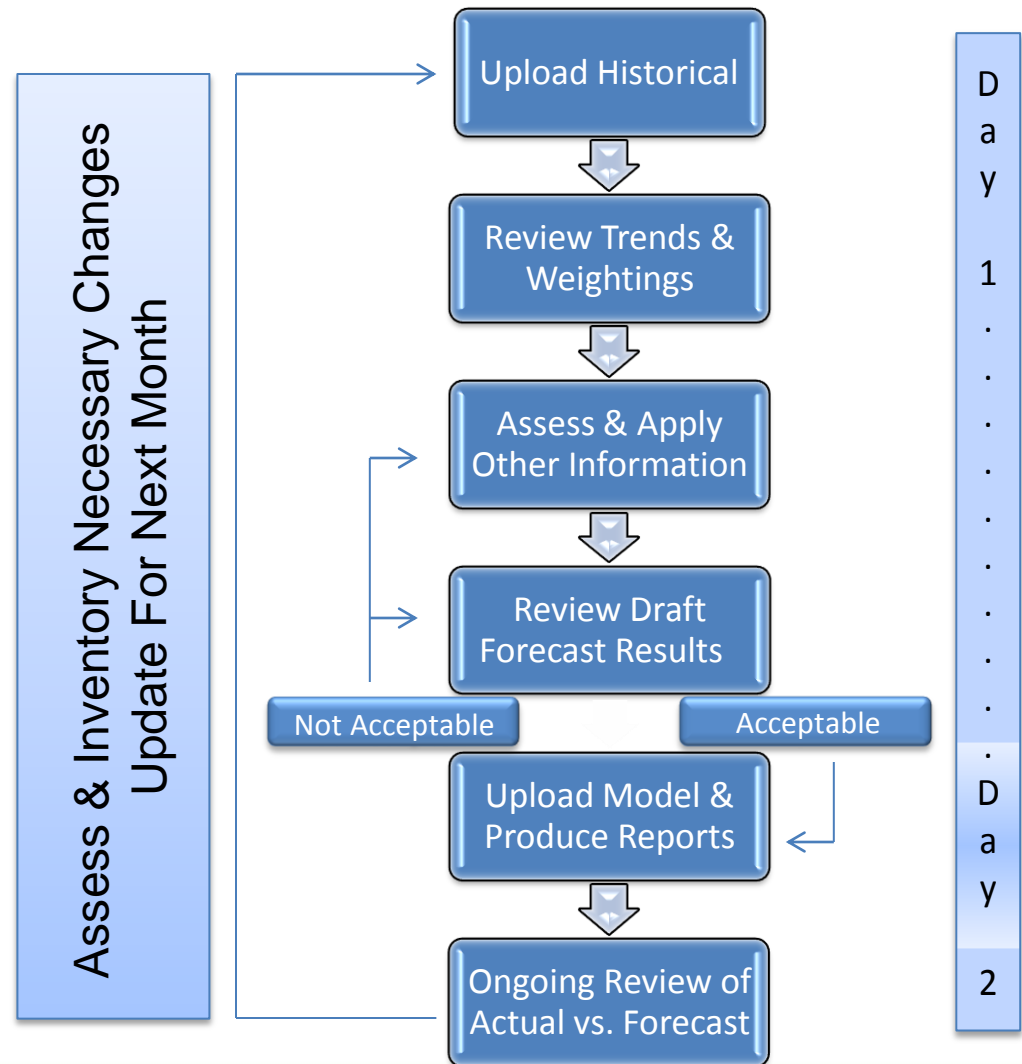 Assess & Inventory Necessary Changes
Update For Next Month
Upload Historical
Review Trends &
Weightings
Assess & Apply
Other Information
Review Draft
Forecast Results
Not Acceptable
Acceptable
Upload Model &
Produce Reports
Ongoing Review of
Actual vs. Forecast
D
a
y
1
.
.
.
.
.
.
.
.
.
.
D
a
y
2